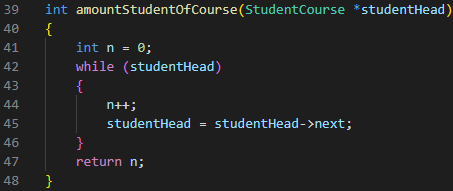 39 int amountStudentOfCourse(StudentCourse *studentHead)
40 {
41     int n = 0;
42     while (studentHead)
43     {
44         n++;
45         studentHead = studentHead->next;
46     }
47     return n;
48 }